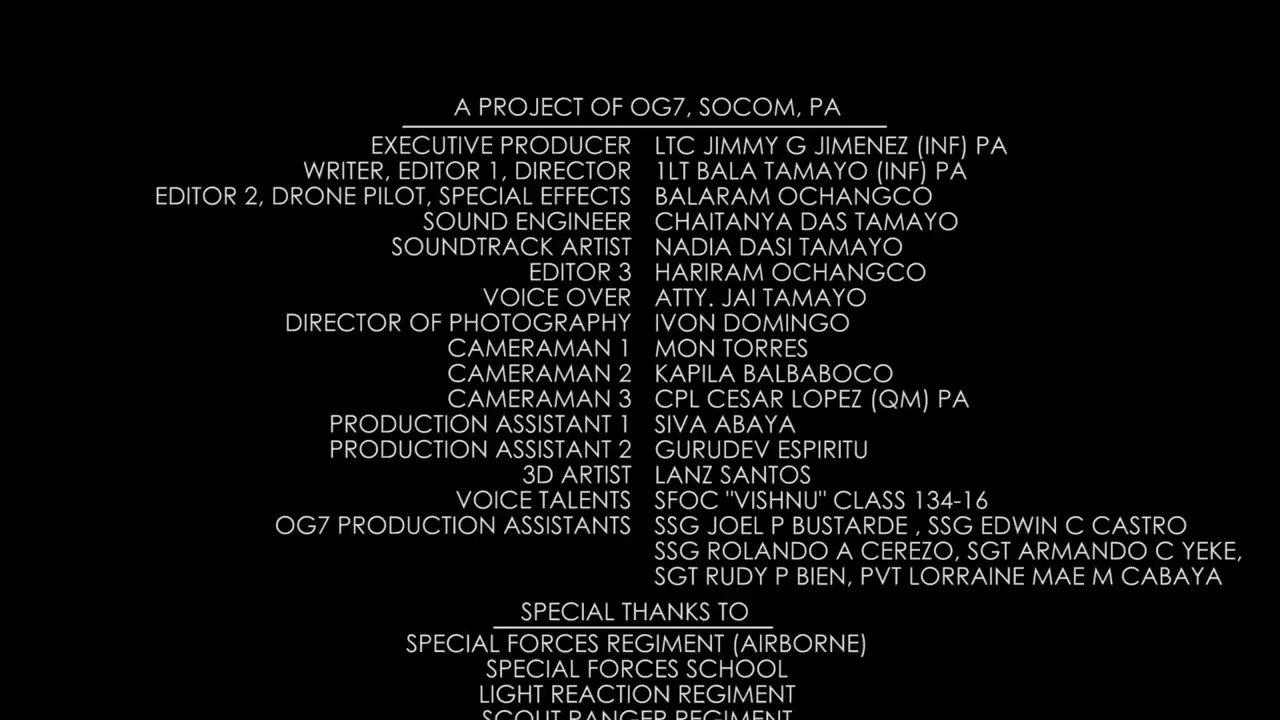 A PROJECT OF OG7, SOCOM, PA
EXECUTIVE PRODUCER LTC JIMMY G JIMENEZ (INF) PA
WRITER, EDITOR 1, DIRECTOR 1LT BALA TAMAYO (INF) PA
EDITOR 2, DRONE PILOT, SPECIAL EFFECTS BALARAM OCHANGCO
SOUND ENGINEER CHAITANYA DAS TAMAYO
SOUNDTRACK ARTIST NADIA DASI TAMAYO
EDITOR 3 HARIRAM OCHANGCO
VOICE OVER ATTY. JAI TAMAYO
DIRECTOR OF PHOTOGRAPHY IVON DOMINGO
CAMERAMAN 1 MON TORRES
CAMERAMAN 2 KAPILA BALBABOCO
CAMERAMAN 3 CPL CESAR LOPEZ (QM) PA
PRODUCTION ASSISTANT 1 SIVA ABAYA
PRODUCTION ASSISTANT 2 GURUDEV ESPIRITU
3D ARTIST LANZ SANTOS
VOICE TALENTS SFOC "VISHNU" CLASS 134-16
OG7 PRODUCTION ASSISTANTS SSG JOEL P BUSTARDE , SSG EDWIN C CASTRO
SSG ROLANDO A CEREZO, SGT ARMANDO C YEKE,
SGT RUDY P BIEN, PVT LORRAINE MAE M CABAYA
SPECIAL THANKS TO
SPECIAL FORCES REGIMENT (AIRBORNE)
SPECIAL FORCES SCHOOL
LIGHT REACTION REGIMENT
SCOUT RANGER REGIMENT